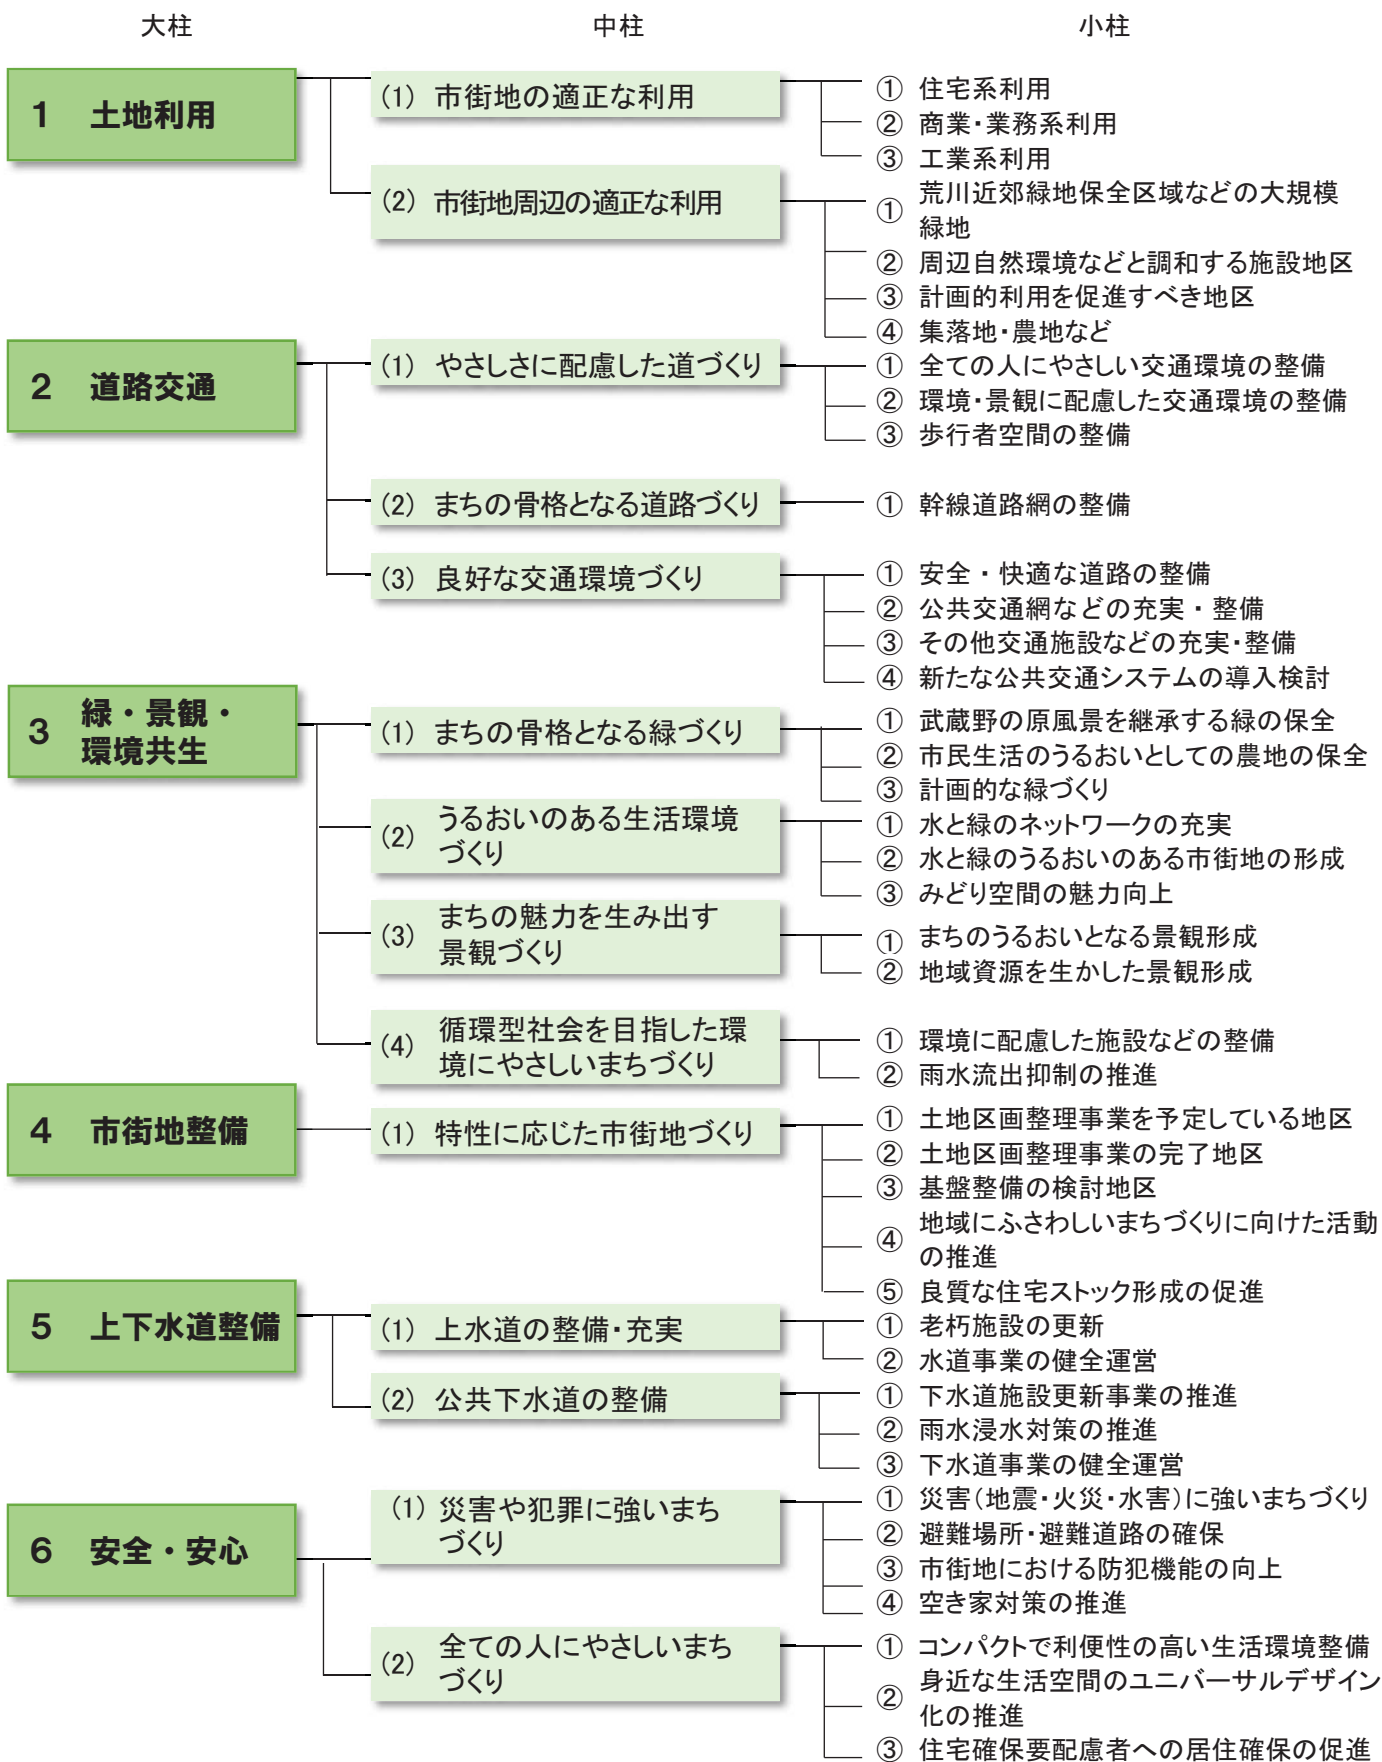 大柱
中柱
小柱
1 土地利用
(1) 市街地の適正な利用
① 住宅系利用
② 商業・業務系利用
③ 工業系利用
(2) 市街地周辺の適正な利用
① 荒川近郊緑地保全区域などの大規模
緑地
② 周辺自然環境などと調和する施設地区
③ 計画的利用を促進すべき地区
④ 集落地・農地など
2 道路交通
(1) やさしさに配慮した道づくり
① 全ての人にやさしい交通環境の整備
② 環境・景観に配慮した交通環境の整備
③ 歩行者空間の整備
(2) まちの骨格となる道路づくり
① 幹線道路網の整備
(3) 良好な交通環境づくり
① 安全・快適な道路の整備
② 公共交通網などの充実・整備
③ その他交通施設などの充実・整備
④ 新たな公共交通システムの導入検討
3 緑・景観・
環境共生
(1) まちの骨格となる緑づくり
① 武蔵野の原風景を継承する緑の保全
② 市民生活のうるおいとしての農地の保全
③ 計画的な緑づくり
(2) うるおいのある生活環境
づくり
① 水と緑のネットワークの充実
② 水と緑のうるおいのある市街地の形成
③ みどり空間の魅力向上
(3) まちの魅力を生み出す
景観づくり
① まちのうるおいとなる景観形成
② 地域資源を生かした景観形成
(4) 循環型社会を目指した環
境にやさしいまちづくり
① 環境に配慮した施設などの整備
② 雨水流出抑制の推進
4 市街地整備
(1) 特性に応じた市街地づくり
① 土地区画整理事業を予定している地区
② 土地区画整理事業の完了地区
③ 基盤整備の検討地区
④ 地域にふさわしいまちづくりに向けた活動
の推進
⑤ 良質な住宅ストック形成の促進
5 上下水道整備
(1) 上水道の整備・充実
① 老朽施設の更新
② 水道事業の健全運営
(2) 公共下水道の整備
① 下水道施設更新事業の推進
② 雨水浸水対策の推進
③ 下水道事業の健全運営
6 安全・安心
(1) 災害や犯罪に強いまち
づくり
① 災害(地震・火災・水害)に強いまちづくり
② 避難場所・避難道路の確保
③ 市街地における防犯機能の向上
④ 空き家対策の推進
(2) 全ての人にやさしいまち
づくり
① コンパクトで利便性の高い生活環境整備
② 身近な生活空間のユニバーサルデザイン
化の推進
③ 住宅確保要配慮者への居住確保の促進